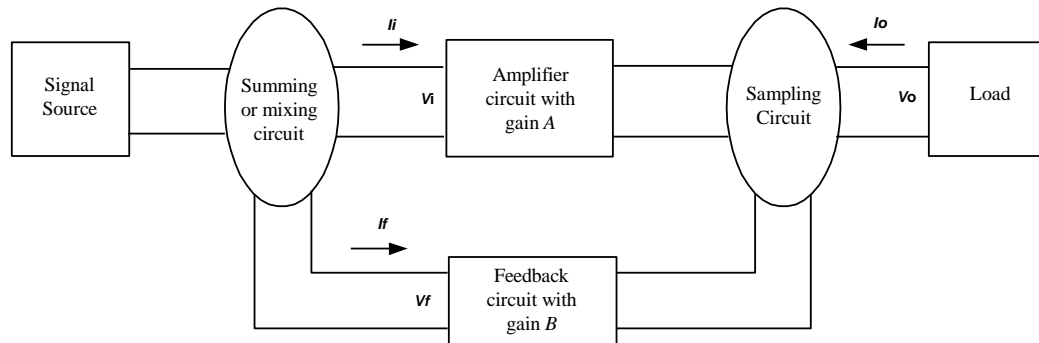 Signal
Source
Summing
or mixing
circuit
Ii
Vi
Amplifier
circuit with
gain A
Sampling
Circuit
Io
Vo
Load
If
Vf
Feedback
circuit with
gain B